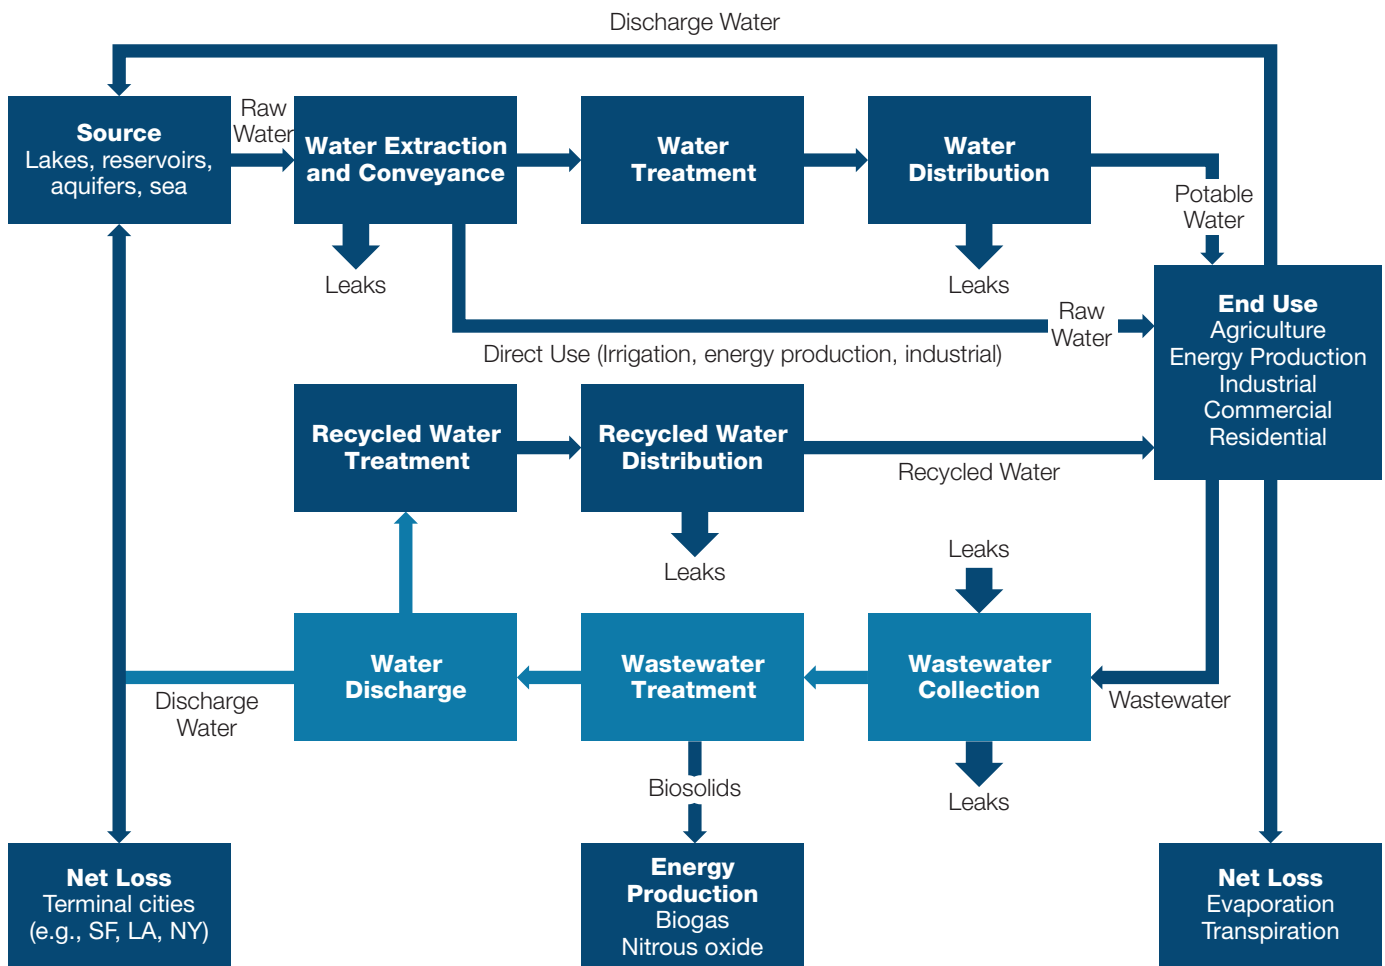 Discharge Water
Source
Lakes, reservoirs,
aquifers, sea
Raw
Water
Water Extraction
and Conveyance
Water
Treatment
Water
Distribution
Potable
Water
Leaks
Leaks
End Use
Agriculture
Energy Production
Industrial
Commercial
Residential
Raw
Water
Direct Use (Irrigation, energy production, industrial)
Recycled Water
Treatment
Recycled Water
Distribution
Recycled Water
Leaks
Leaks
Water
Discharge
Wastewater
Treatment
Wastewater
Collection
Wastewater
Discharge
Water
Biosolids
Leaks
Net Loss
Terminal cities
(e.g., SF, LA, NY)
Energy
Production
Biogas
Nitrous oxide
Net Loss
Evaporation
Transpiration